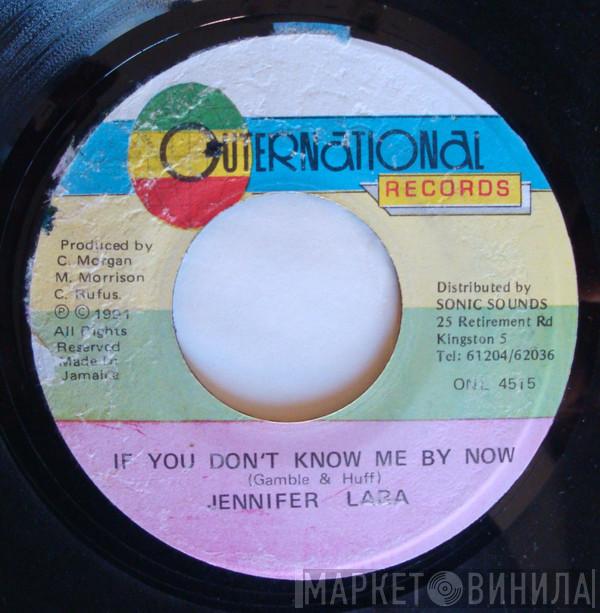 OUTERNATIONAL
RECORDS
Produced by
C. Morgan
M. Morrison
C. Rufus.
Ⓟ © 1991
All Rights
Reserved
Made In
Jamaica
Distributed by
SONIC SOUNDS
25 Retirement Rd
Kingston 5
Tel: 61204/62036
ONL 4515
IF YOU DON'T KNOW ME BY NOW
(Gamble & Huff)
JENNIFER LARA
МАРКЕТ ВИНИЛА